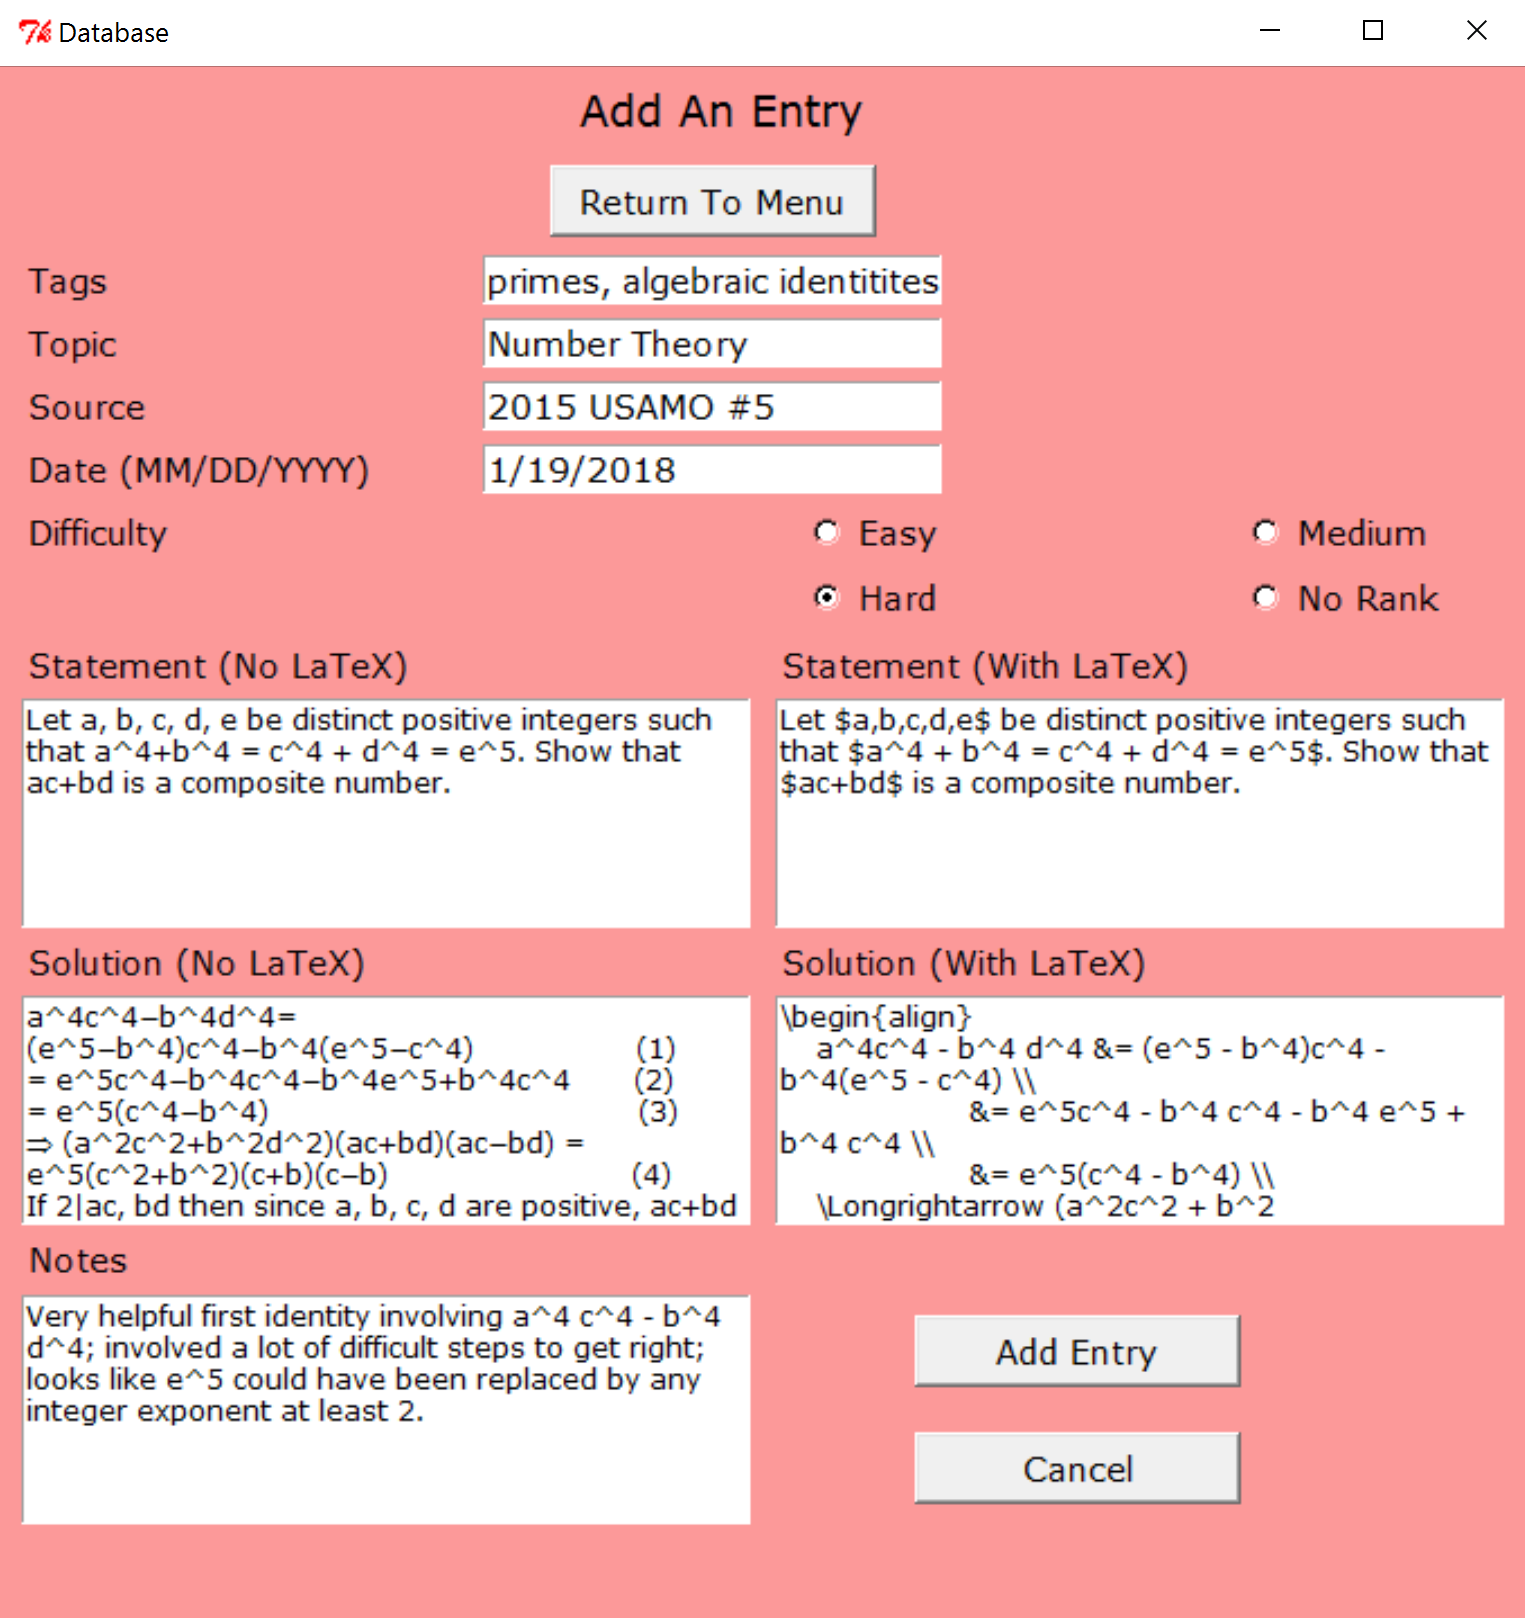 Database
Add An Entry
Return To Menu
Tags
primes, algebraic identitites
Topic
Number Theory
Source
2015 USAMO #5
Date (MM/DD/YYYY)
1/19/2018
Difficulty
Easy
Medium
Hard
No Rank
Statement (No LaTeX)
Let a, b, c, d, e be distinct positive integers such
that a^4+b^4 = c^4 + d^4 = e^5. Show that
ac+bd is a composite number.
Statement (With LaTeX)
Let $a,b,c,d,e$ be distinct positive integers such
that $a^4 + b^4 = c^4 + d^4 = e^5$. Show that
$ac+bd$ is a composite number.
Solution (No LaTeX)
a^4c^4−b^4d^4=
(e^5−b^4)c^4−b^4(e^5−c^4) (1)
= e^5c^4−b^4c^4−b^4e^5+b^4c^4 (2)
= e^5(c^4−b^4) (3)
⇒ (a^2c^2+b^2d^2)(ac+bd)(ac−bd) =
e^5(c^2+b^2)(c+b)(c−b) (4)
If 2|ac, bd then since a, b, c, d are positive, ac+bd
Solution (With LaTeX)
\begin{align}
a^4c^4 - b^4 d^4 &= (e^5 - b^4)c^4 -
b^4(e^5 - c^4) \\
&= e^5c^4 - b^4 c^4 - b^4 e^5 +
b^4 c^4 \\
&= e^5(c^4 - b^4) \\
\Longrightarrow (a^2c^2 + b^2
Notes
Very helpful first identity involving a^4 c^4 - b^4
d^4; involved a lot of difficult steps to get right;
looks like e^5 could have been replaced by any
integer exponent at least 2.
Add Entry
Cancel